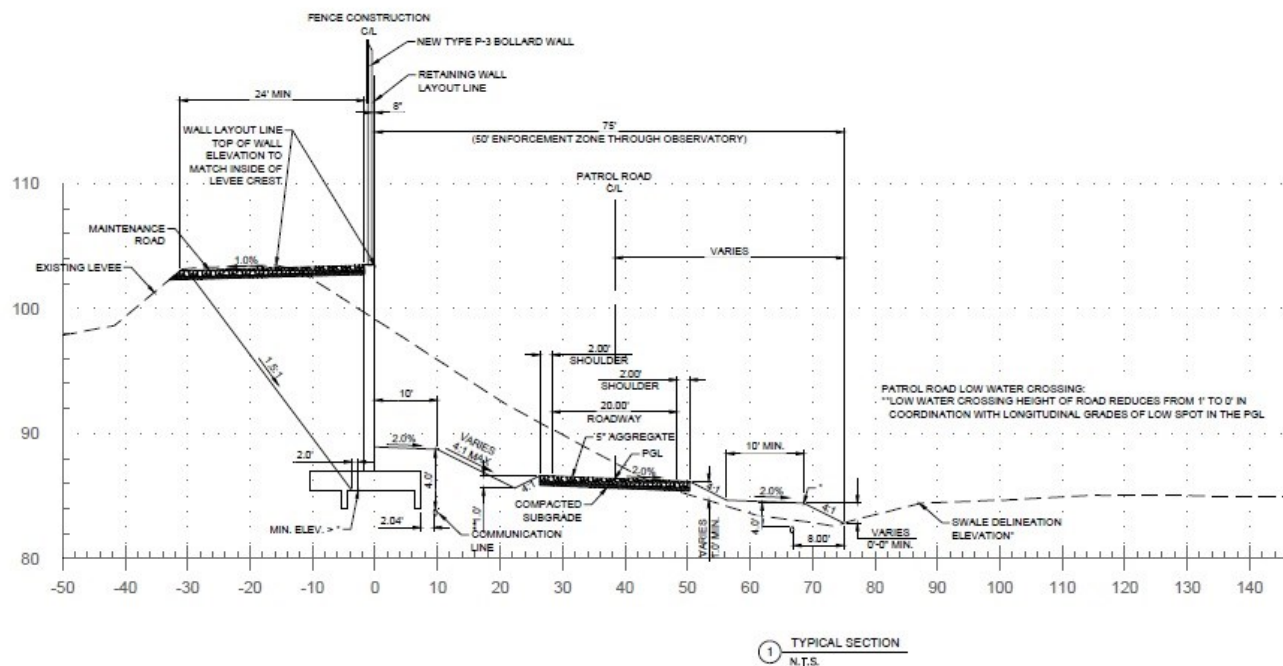 FENCE CONSTRUCTION
C/L
NEW TYPE P-3 BOLLARD WALL
RETAINING WALL
LAYOUT LINE
24' MIN
8"
75'
(50' ENFORCEMENT ZONE THROUGH OBSERVATORY)
WALL LAYOUT LINE
TOP OF WALL
ELEVATION TO
MATCH INSIDE OF
LEVEE CREST
PATROL ROAD
C/L
MAINTENANCE
ROAD
VARIES
EXISTING LEVEE
1.0%
1.5:1
2.00'
SHOULDER
2.00'
SHOULDER
20.00'
ROADWAY
5" AGGREGATE
PGL
2.0%
PATROL ROAD LOW WATER CROSSING:
**LOW WATER CROSSING HEIGHT OF ROAD REDUCES FROM 1' TO 0' IN
COORDINATION WITH LONGITUDINAL GRADES OF LOW SPOT IN THE PGL
10'
2.0%
VARIES
4:1 MAX
10' MIN.
2.0%
2.0'
4.0'
4:1
4:1
4:1
MIN. ELEV.
2.04'
COMMUNICATION
LINE
COMPACTED
SUBGRADE
VARIES
1.0' MIN.
4.0'
8.00'
VARIES
0'-0" MIN.
SWALE DELINEATION
ELEVATION*
110
100
90
80
-50 -40 -30 -20 -10 0 10 20 30 40 50 60 70 80 90 100 110 120 130 140
1 TYPICAL SECTION
N.T.S.